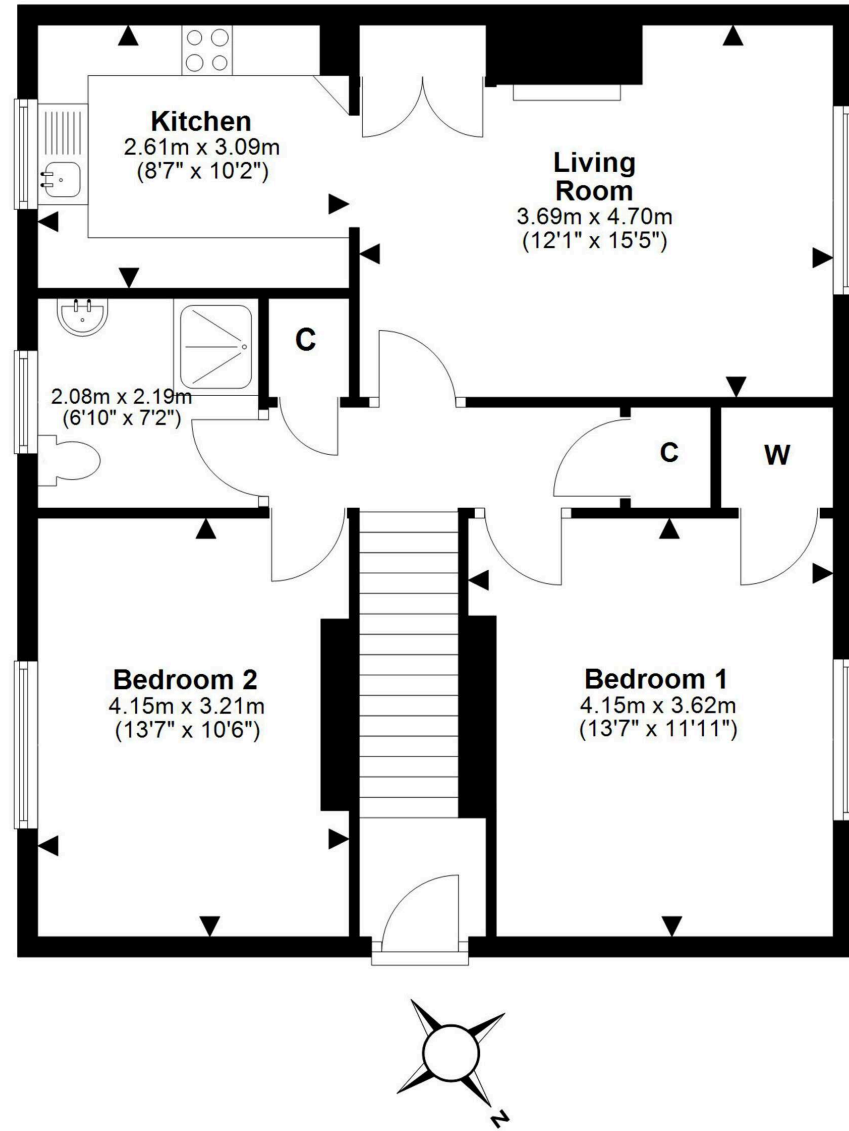 Kitchen
2.61m x 3.09m
(8'7" x 10'2")
Living
Room
3.69m x 4.70m
(12'1" x 15'5")
C
2.08m x 2.19m
(6'10" x 7'2")
C
W
Bedroom 2
4.15m x 3.21m
(13'7" x 10'6")
Bedroom 1
4.15m x 3.62m
(13'7" x 11'11")
N